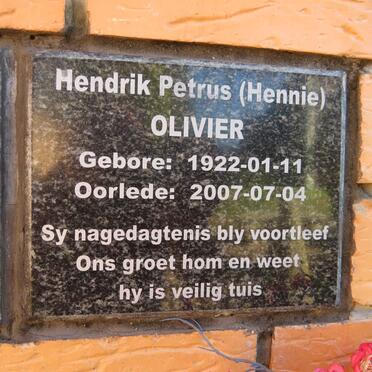 Hendrik Petrus (Hennie)
OLIVIER
Gebore: 1922-01-11
Oorlede: 2007-07-04
Sy nagedagtenis bly voortleef
Ons groet hom en weet
hy is veilig tuis